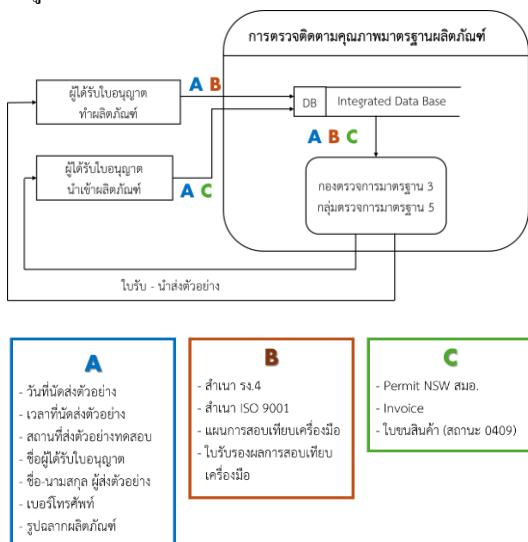 การตรวจติดตามคุณภาพมาตรฐานผลิตภัณฑ์
ผู้ได้รับใบอนุญาต
ทำผลิตภัณฑ์
A B
DB Integrated Data Base
A B C
ผู้ได้รับใบอนุญาต
นำเข้าผลิตภัณฑ์
A C
กองตรวจการมาตรฐาน 3
กลุ่มตรวจการมาตรฐาน 5
ใบรับ - นำส่งตัวอย่าง
A
- วันที่นัดส่งตัวอย่าง
- เวลาที่นัดส่งตัวอย่าง
- สถานที่ส่งตัวอย่างทดสอบ
- ชื่อผู้ได้รับใบอนุญาต
- ชื่อ-นามสกุล ผู้ส่งตัวอย่าง
- เบอร์โทรศัพท์
- รูปฉลากผลิตภัณฑ์
B
- สำเนา รง.4
- สำเนา ISO 9001
- แผนการสอบเทียบเครื่องมือ
- ใบรับรองผลการสอบเทียบ
เครื่องมือ
C
- Permit NSW สมอ.
- Invoice
- ใบขนสินค้า (สถานะ 0409)